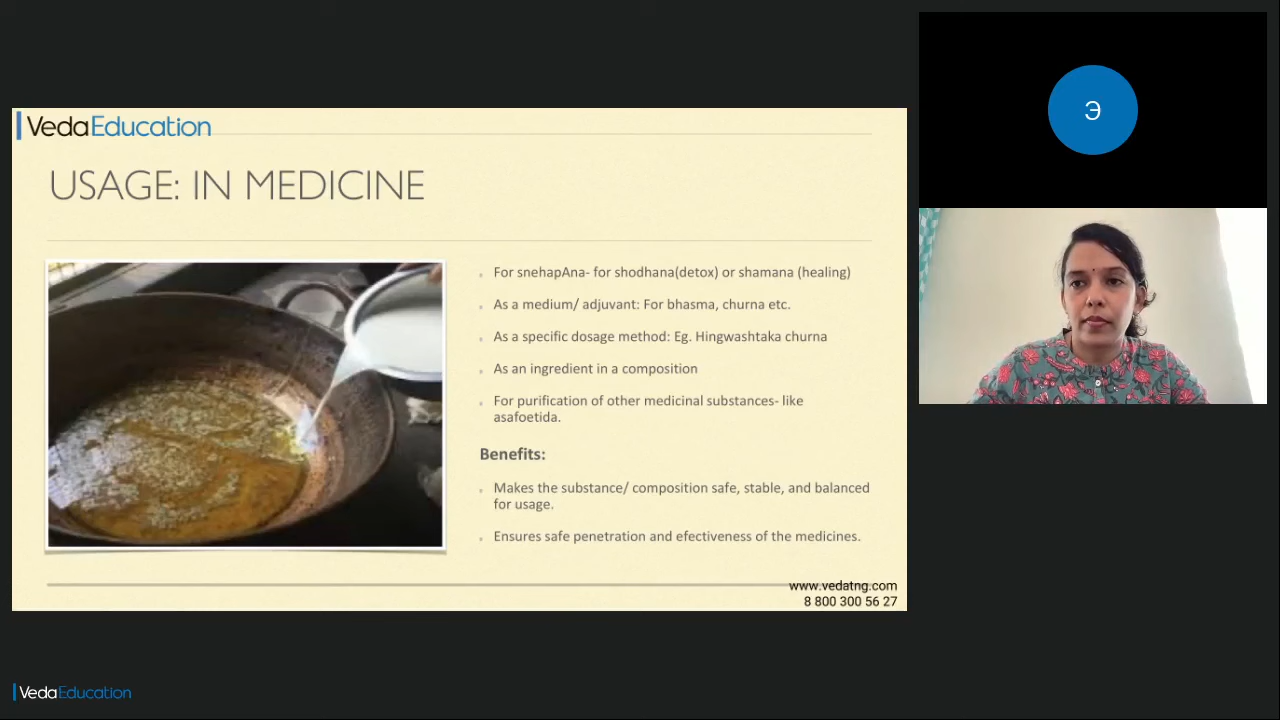 VedaEducation
USAGE: IN MEDICINE
For snehapAna- for shodhana(detox) or shamana (healing)
As a medium/ adjuvant: For bhasma, churna etc.
As a specific dosage method: Eg. Hingwashtaka churna
As an ingredient in a composition
For purification of other medicinal substances- like
asafoetida.
Benefits:
Makes the substance/ composition safe, stable, and balanced
for usage.
Ensures safe penetration and efectiveness of the medicines.
www.vedatng.com
8 800 300 56 27
Э
VedaEducation